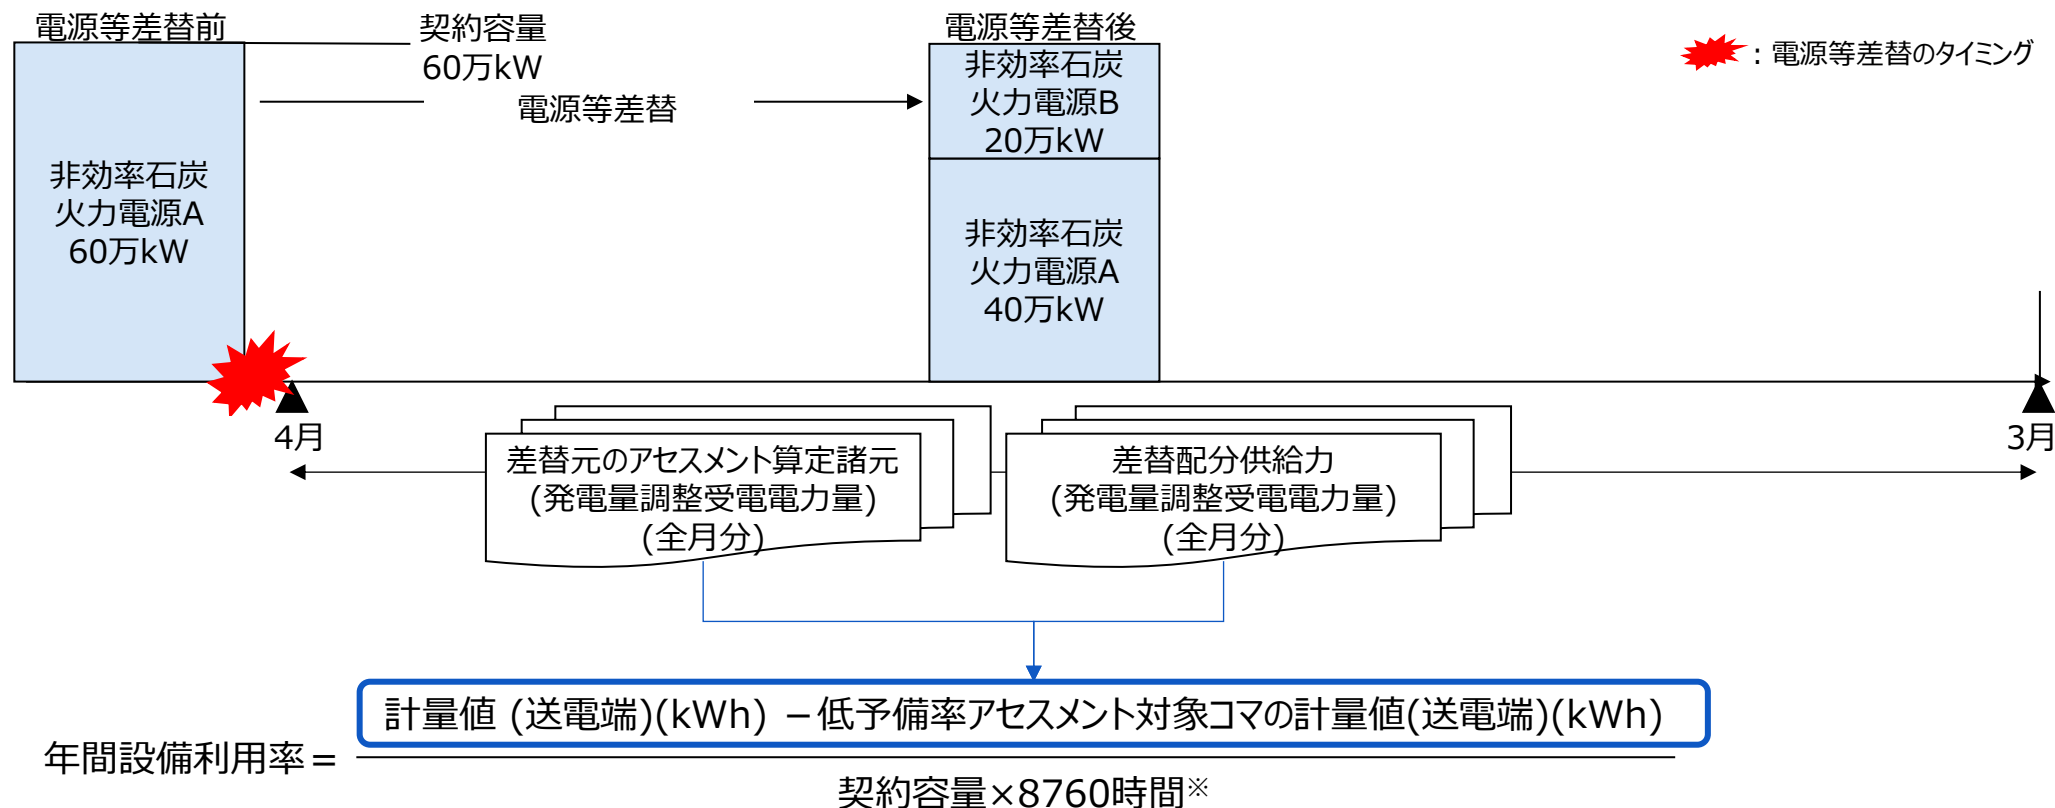 電源等差替前
契約容量
60万kW
電源等差替
電源等差替後
：電源等差替のタイミング
非効率石炭
火力電源A
60万kW
非効率石炭
火力電源B
20万kW
非効率石炭
火力電源A
40万kW
4月
3月
差替元のアセスメント算定諸元
(発電量調整受電電力量)
(全月分)
差替配分供給力
(発電量調整受電電力量)
(全月分)
計量値 (送電端)(kWh) －低予備率アセスメント対象コマの計量値(送電端)(kWh)
年間設備利用率＝
契約容量×8760時間※